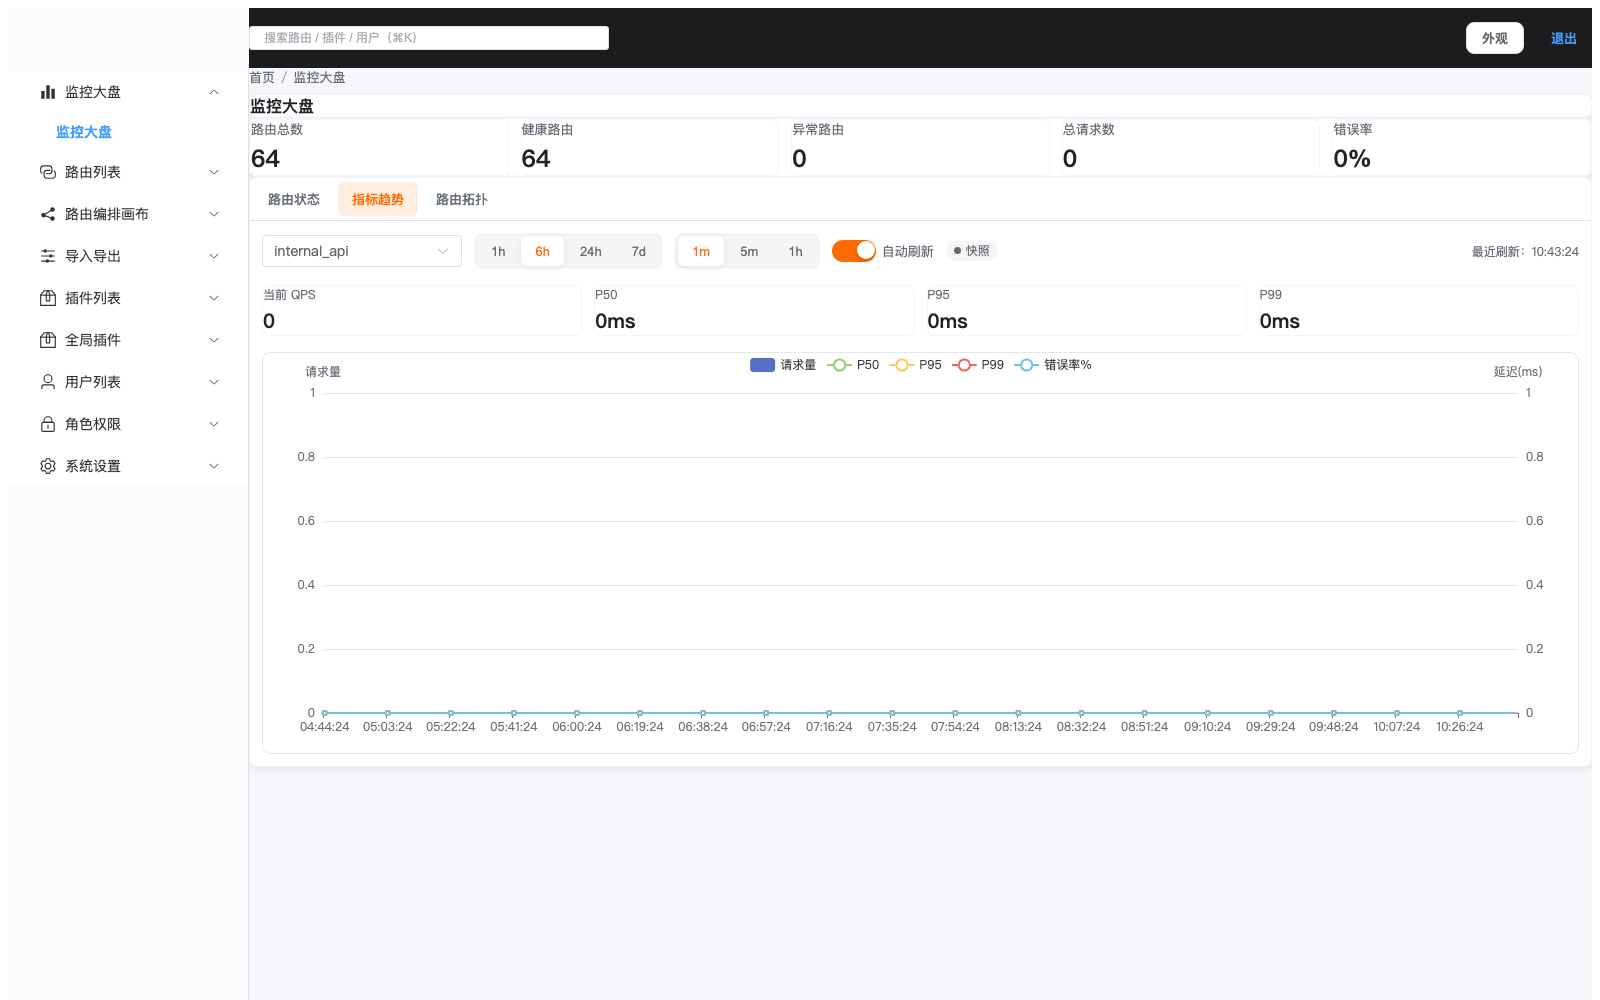 搜索路由 / 插件 / 用户（⌘K）
外观
退出
监控大盘
监控大盘
路由列表
路由编排画布
导入导出
插件列表
全局插件
用户列表
角色权限
系统设置
首页 / 监控大盘
监控大盘
路由总数 健康路由 异常路由 总请求数 错误率
64 64 0 0 0%
路由状态 指标趋势 路由拓扑
internal_api 1h 6h 24h 7d 1m 5m 1h 自动刷新 快照 最近刷新：10:43:24
当前 QPS P50 P95 P99
0 0ms 0ms 0ms
请求量 P50 P95 P99 错误率%
请求量 延迟(ms)
1 1
0.8 0.8
0.6 0.6
0.4 0.4
0.2 0.2
0 0
04:44:24 05:03:24 05:22:24 05:41:24 06:00:24 06:19:24 06:38:24 06:57:24 07:16:24 07:35:24 07:54:24 08:13:24 08:32:24 08:51:24 09:10:24 09:29:24 09:48:24 10:07:24 10:26:24